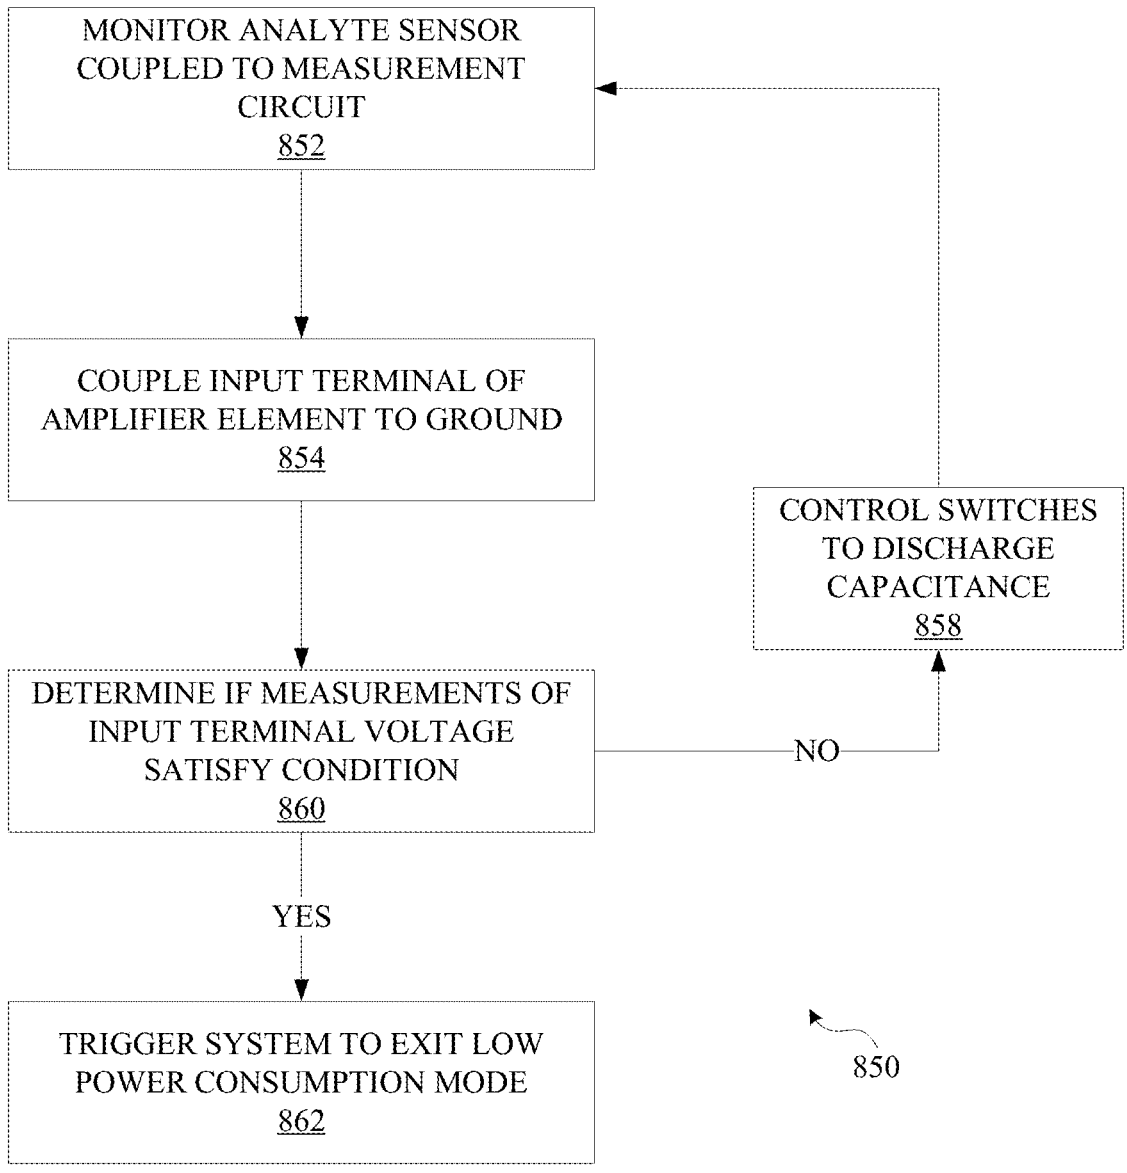 MONITOR ANALYTE SENSOR
COUPLED TO MEASUREMENT
CIRCUIT
852
COUPLE INPUT TERMINAL OF
AMPLIFIER ELEMENT TO GROUND
854
CONTROL SWITCHES
TO DISCHARGE
CAPACITANCE
858
DETERMINE IF MEASUREMENTS OF
INPUT TERMINAL VOLTAGE
SATISFY CONDITION
860
NO
YES
TRIGGER SYSTEM TO EXIT LOW
POWER CONSUMPTION MODE
862
850